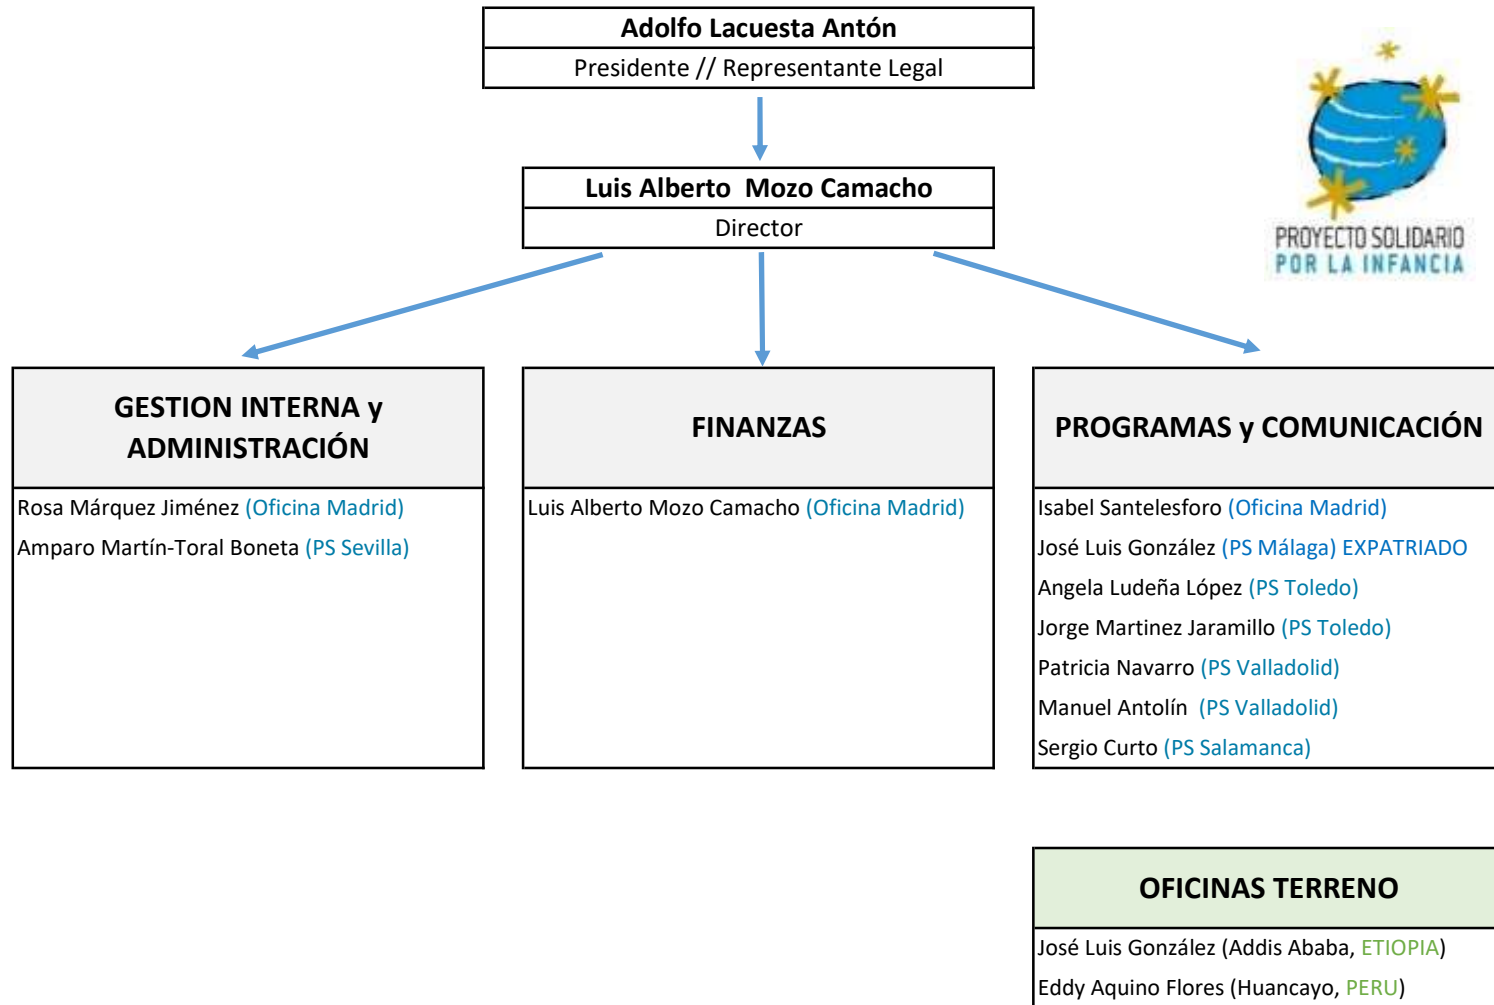 Adolfo Lacuesta Antón
Presidente // Representante Legal
PROYECTO SOLIDARIO
POR LA INFANCIA
Luis Alberto  Mozo Camacho
Director
GESTION INTERNA y
ADMINISTRACIÓN
Rosa Márquez Jiménez (Oficina Madrid)
Amparo Martín-Toral Boneta (PS Sevilla)
FINANZAS
Luis Alberto Mozo Camacho (Oficina Madrid)
PROGRAMAS y COMUNICACIÓN
Isabel Santelesforo (Oficina Madrid)
José Luis González (PS Málaga) EXPATRIADO
Angela Ludeña López (PS Toledo)
Jorge Martinez Jaramillo (PS Toledo)
Patricia Navarro (PS Valladolid)
Manuel Antolín  (PS Valladolid)
Sergio Curto (PS Salamanca)
OFICINAS TERRENO
José Luis González (Addis Ababa, ETIOPIA)
Eddy Aquino Flores (Huancayo, PERU)